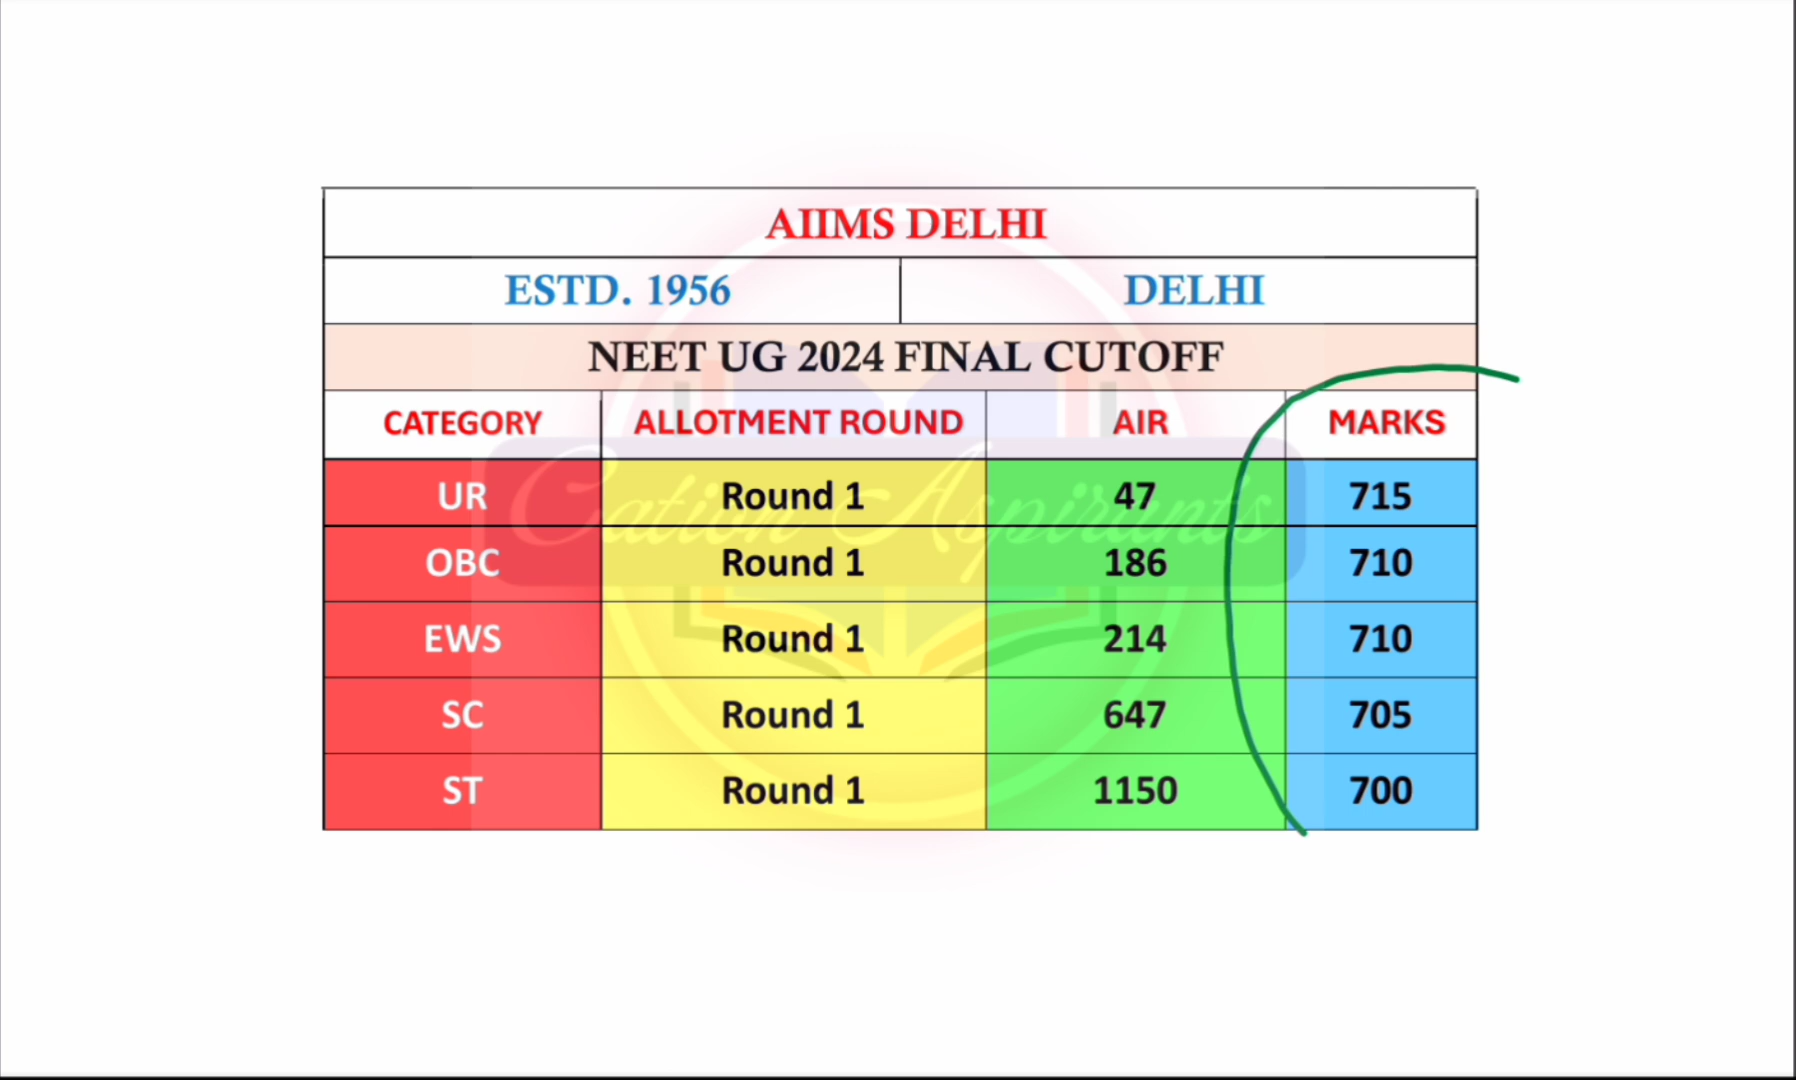 AIIMS DELHI
ESTD. 1956 DELHI
NEET UG 2024 FINAL CUTOFF
CATEGORY ALLOTMENT ROUND AIR MARKS
UR Round 1 47 715
OBC Round 1 186 710
EWS Round 1 214 710
SC Round 1 647 705
ST Round 1 1150 700
Cation Aspirants